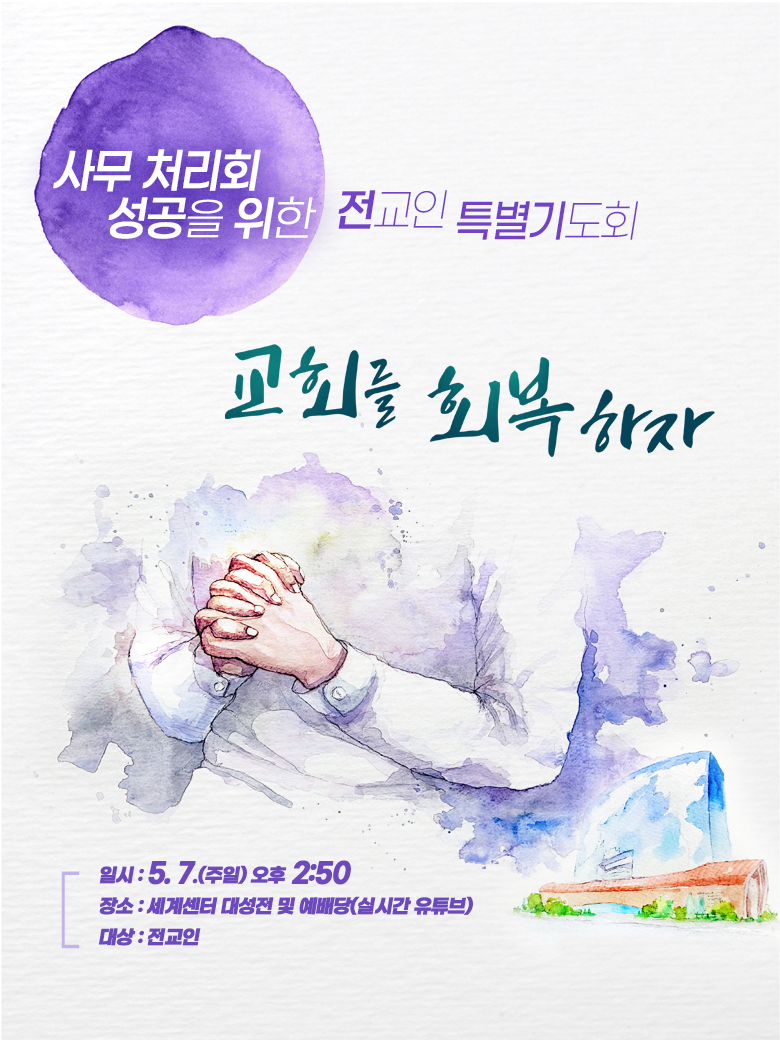 사무 처리회
성공을 위한 전교인 특별기도회
교회를 회복하자
일시 : 5. 7.(주일) 오후 2:50
장소 : 세계센터 대성전 및 예배당(실시간 유튜브)
대상 : 전교인